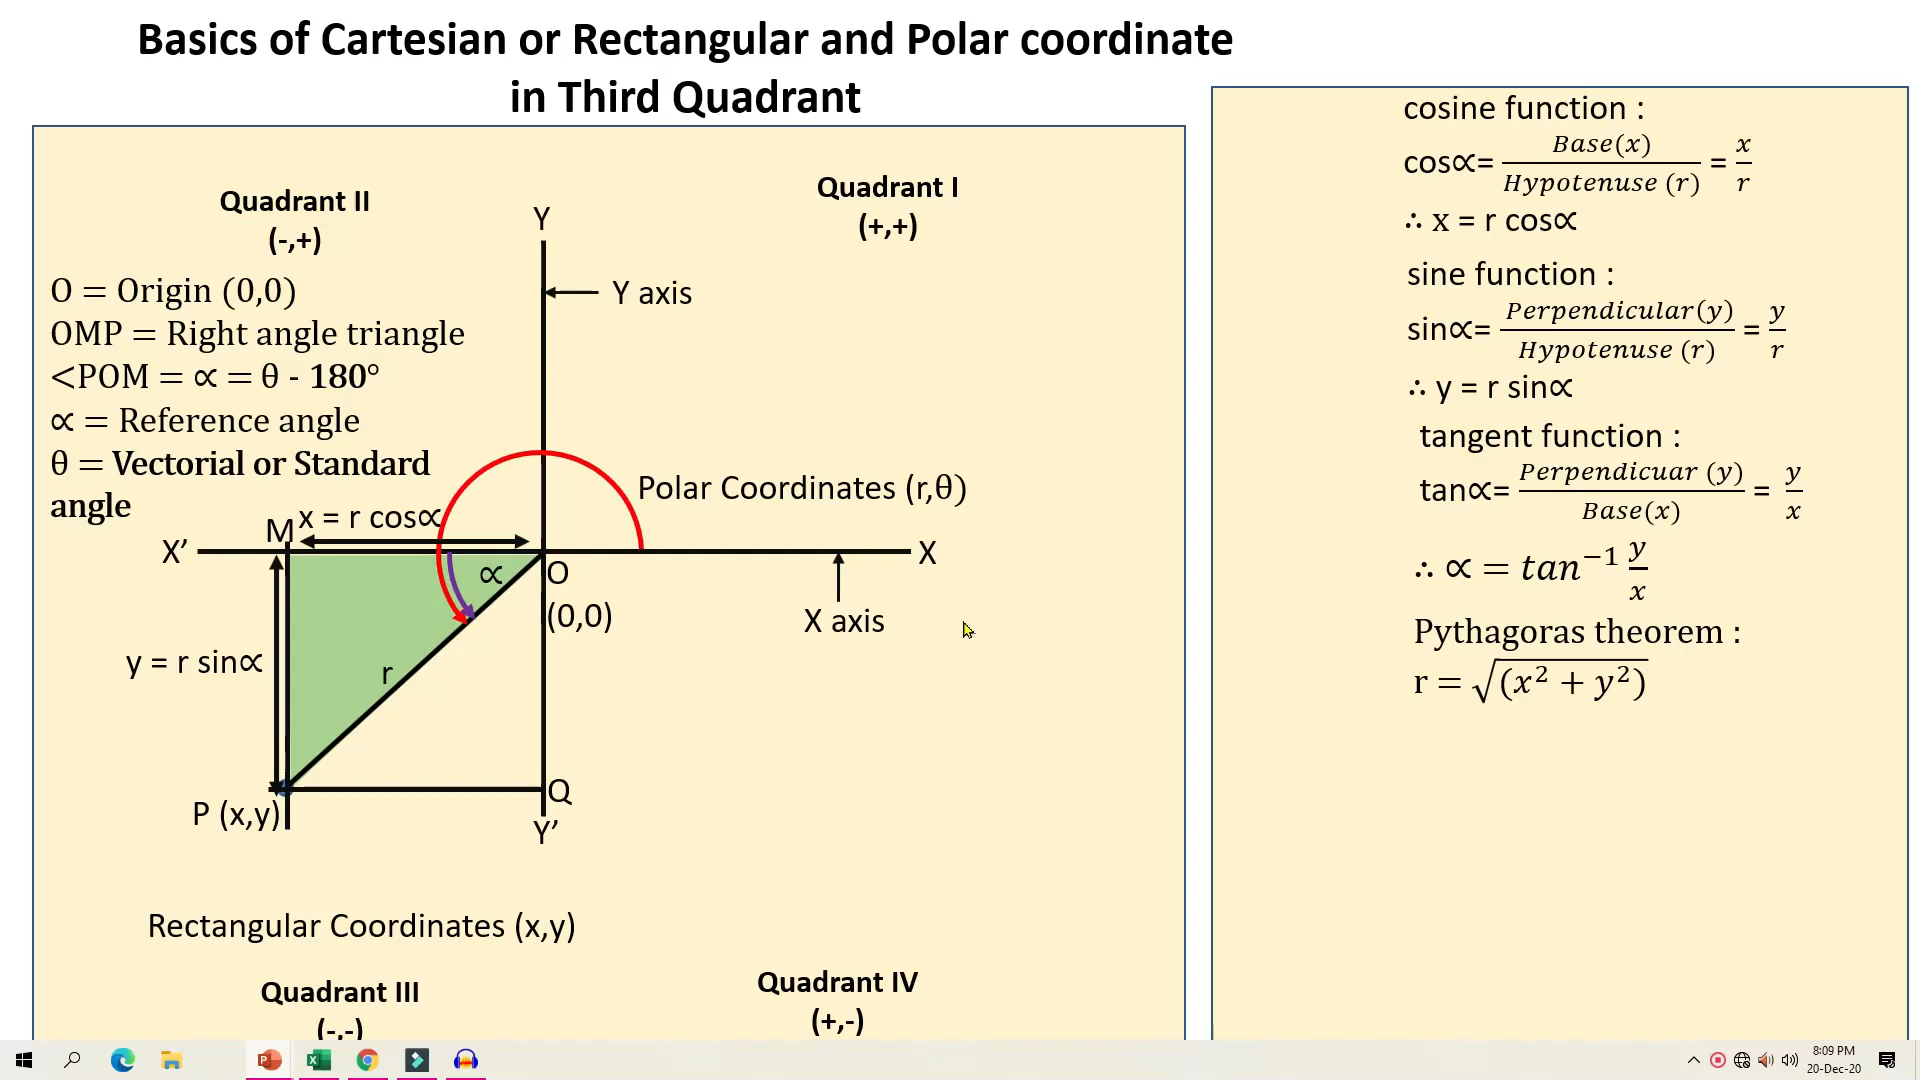 Basics of Cartesian or Rectangular and Polar coordinate
in Third Quadrant
Quadrant II
(-,+)
Quadrant I
(+,+)
O = Origin (0,0)
OMP = Right angle triangle
<POM = ∝ = θ - 180°
∝ = Reference angle
θ = Vectorial or Standard
angle
Y
Y axis
Polar Coordinates (r,θ)
M
x = r cos∝
X’
X
∝
O
(0,0)
X axis
y = r sin∝
r
P (x,y)
Q
Y’
Rectangular Coordinates (x,y)
Quadrant III
(-,-)
Quadrant IV
(+,-)
cosine function :
cos∝= Base(x)/Hypotenuse (r) = x/r
∴ x = r cos∝
sine function :
sin∝= Perpendicular(y)/Hypotenuse (r) = y/r
∴ y = r sin∝
tangent function :
tan∝= Perpendicuar (y)/Base(x) = y/x
∴ ∝ = tan⁻¹ y/x
Pythagoras theorem :
r = √(x² + y²)
8:09 PM
20-Dec-20